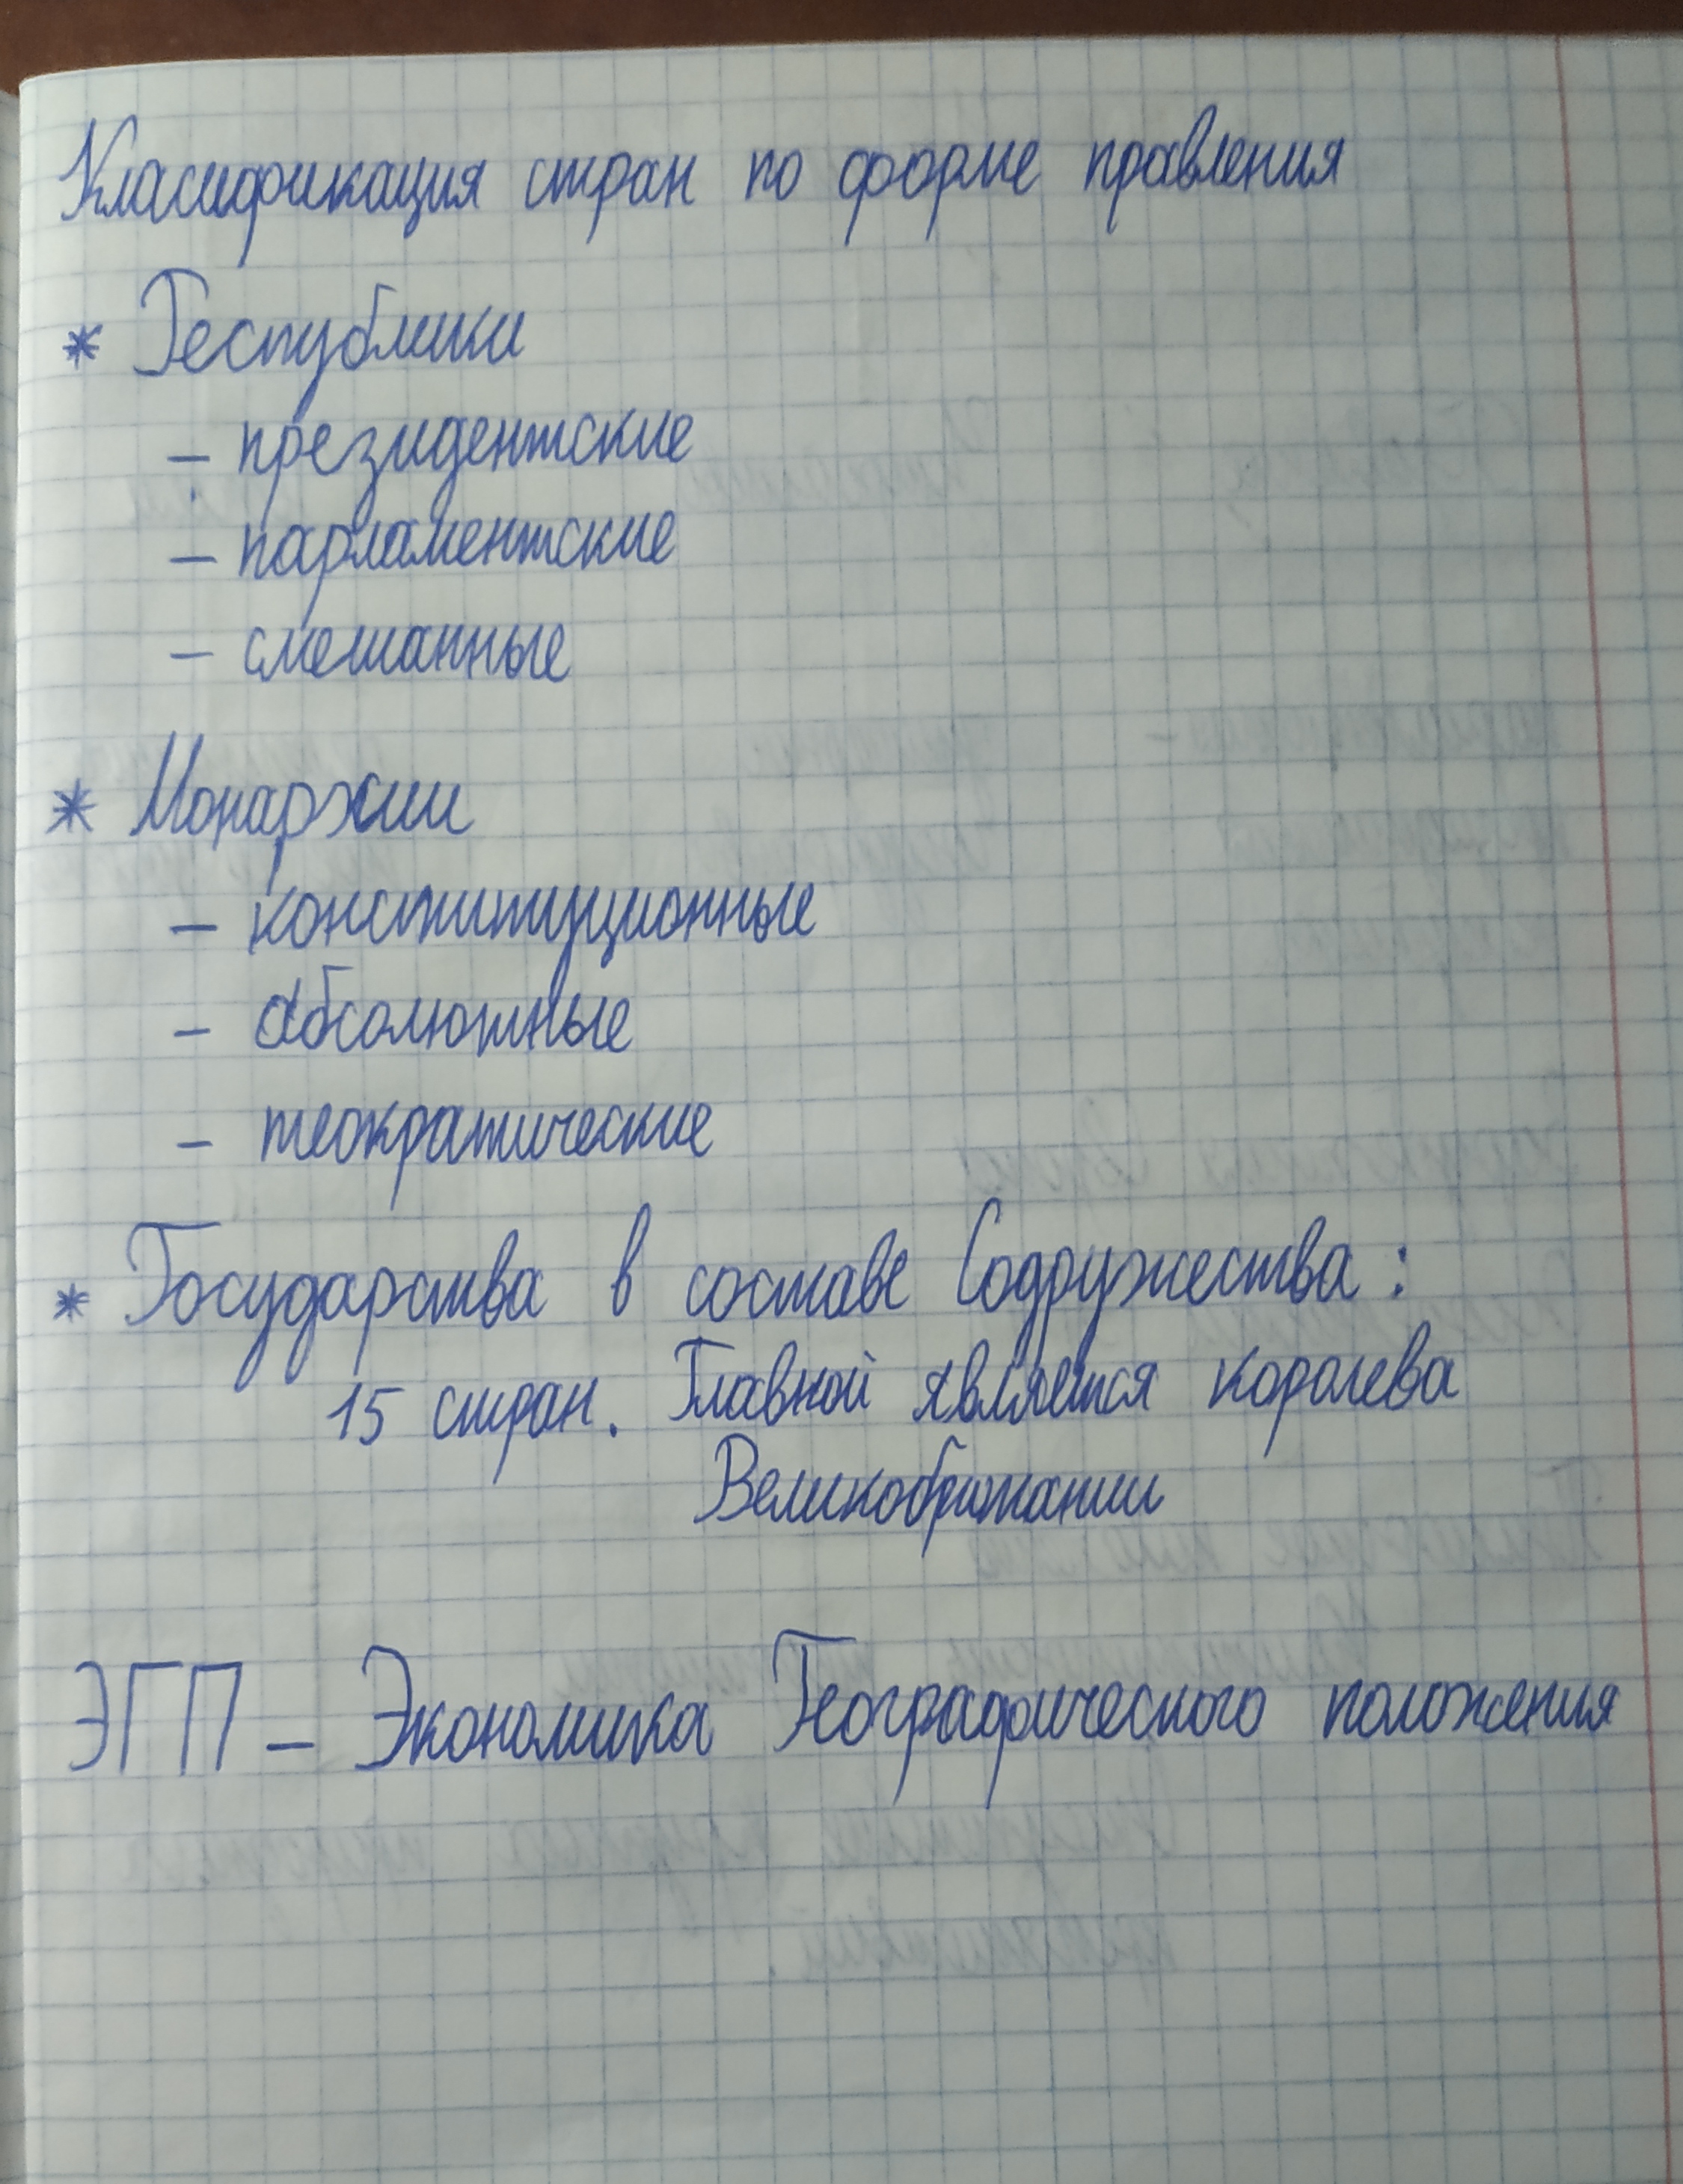 Класификация стран по форме правления
* Республики
- президентские
- парламентские
- смешанные
* Монархии
- конституционные
- абсолютные
- теократические
* Государства в составе Содружества:
15 стран. Главной является королева
Великобритании
ЭГП - Экономика Географического положения